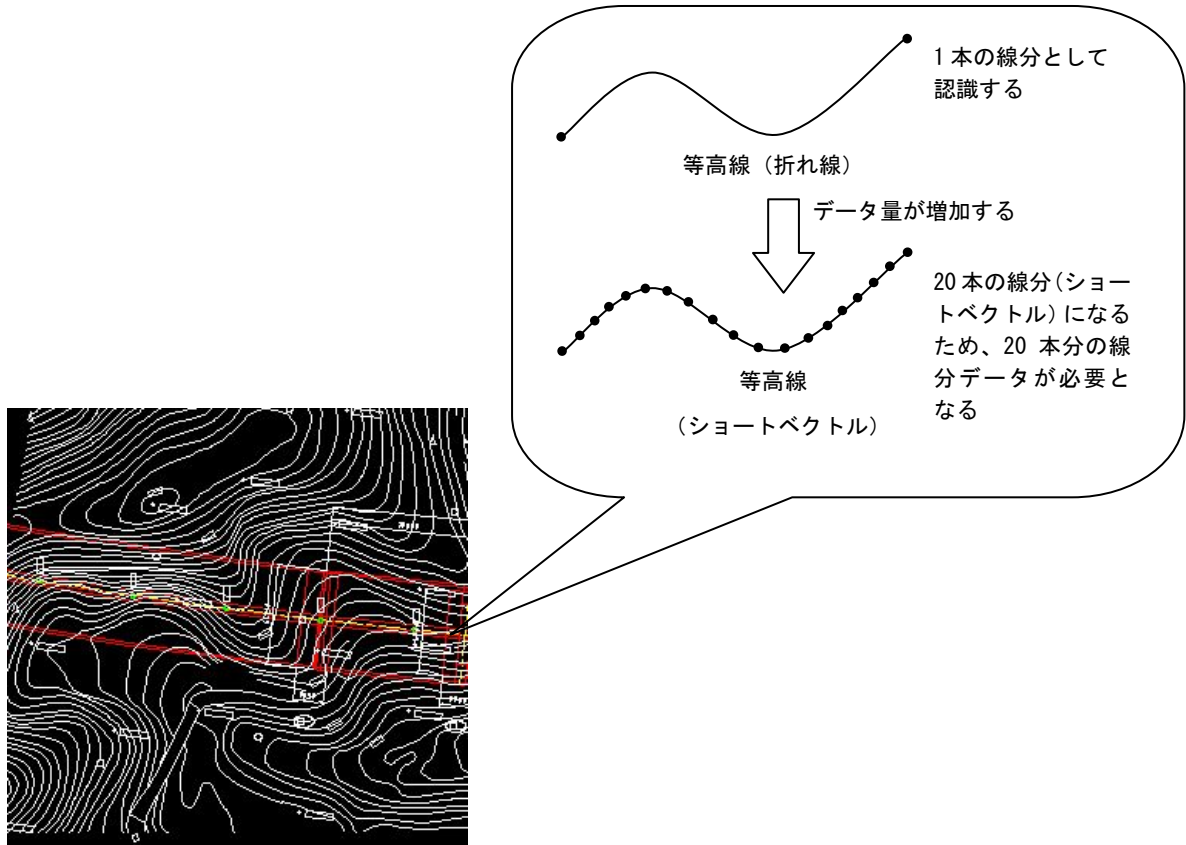 1本の線分として
認識する
等高線（折れ線）
データ量が増加する
20本の線分（ショー
トベクトル）になる
ため、20 本分の線
分データが必要と
なる
等高線
（ショートベクトル）